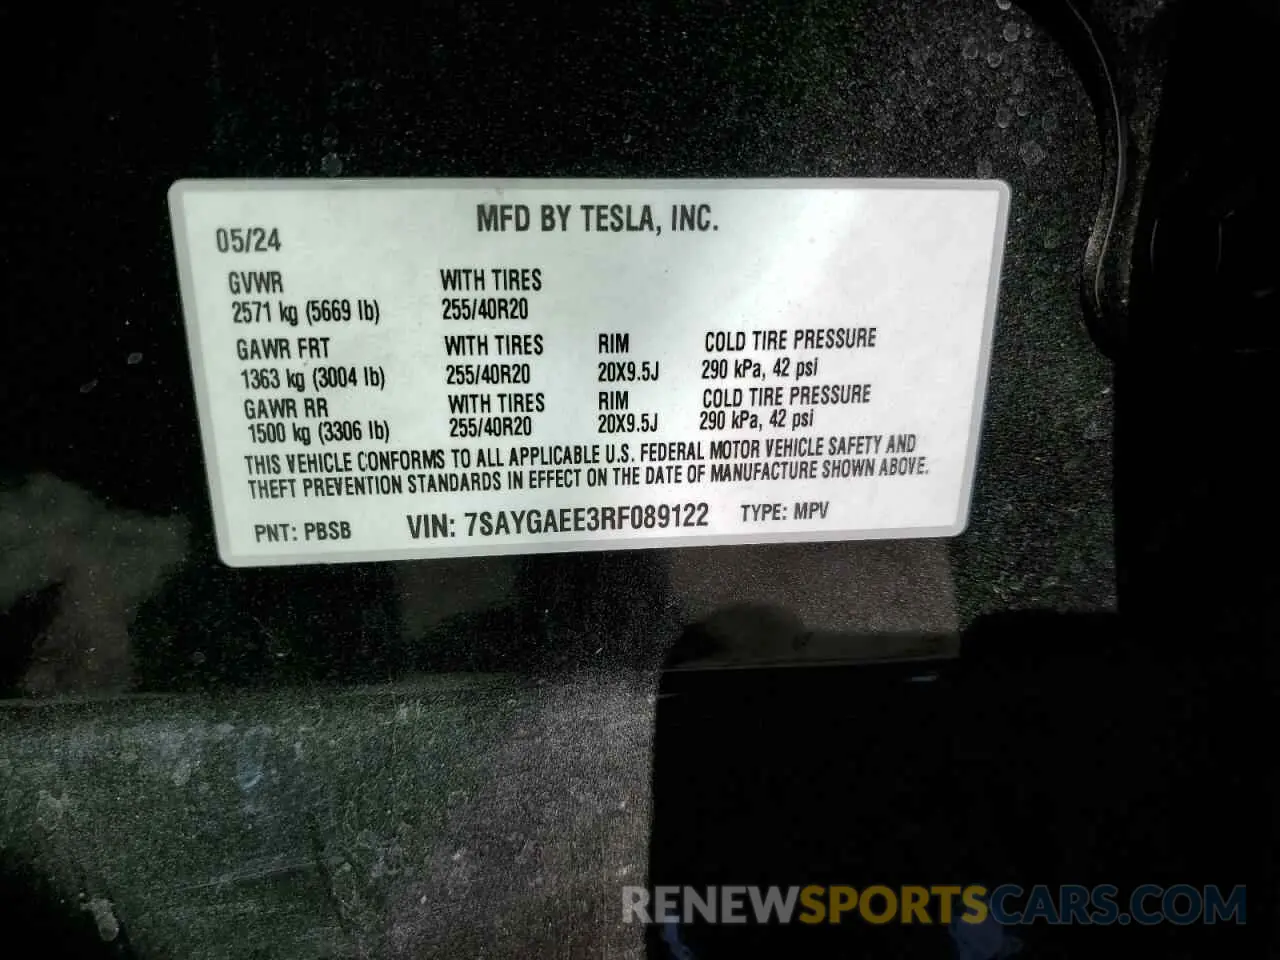 MFD BY TESLA, INC.
05/24
GVWR WITH TIRES
2571 kg (5669 lb) 255/40R20
GAWR FRT WITH TIRES RIM COLD TIRE PRESSURE
1363 kg (3004 lb) 255/40R20 20X9.5J 290 kPa, 42 psi
GAWR RR WITH TIRES RIM COLD TIRE PRESSURE
1500 kg (3306 lb) 255/40R20 20X9.5J 290 kPa, 42 psi
THIS VEHICLE CONFORMS TO ALL APPLICABLE U.S. FEDERAL MOTOR VEHICLE SAFETY AND
THEFT PREVENTION STANDARDS IN EFFECT ON THE DATE OF MANUFACTURE SHOWN ABOVE.
PNT: PBSB VIN: 7SAYGAEE3RF089122 TYPE: MPV
RENEWSPORTSCARS.COM